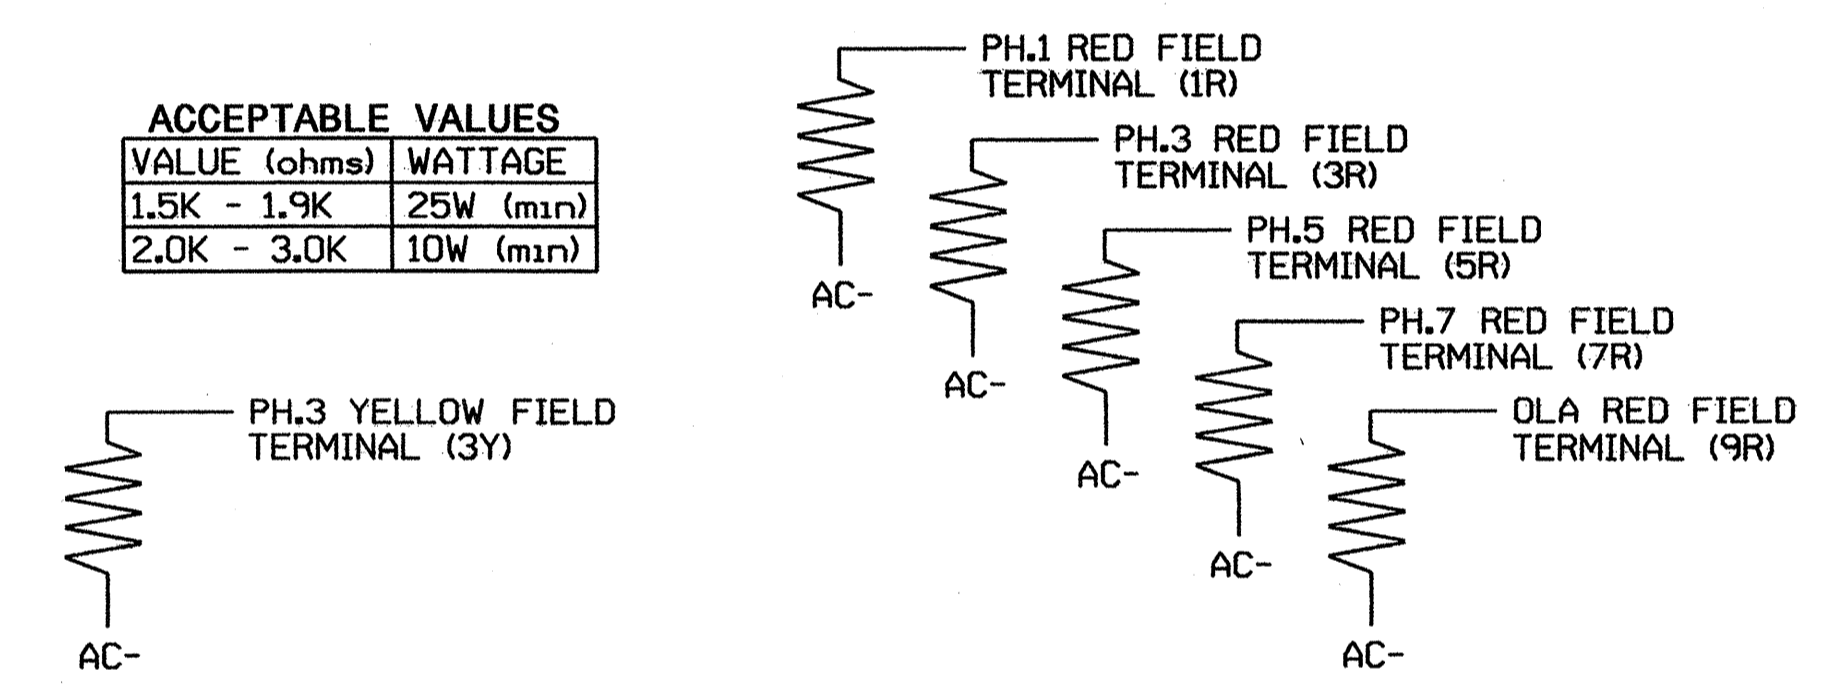 ACCEPTABLE VALUES
VALUE (ohms) WATTAGE
1.5K - 1.9K 25W (min)
2.0K - 3.0K 10W (min)
PH.3 YELLOW FIELD
TERMINAL (3Y)
AC-
PH.1 RED FIELD
TERMINAL (1R)
AC-
PH.3 RED FIELD
TERMINAL (3R)
AC-
PH.5 RED FIELD
TERMINAL (5R)
AC-
PH.7 RED FIELD
TERMINAL (7R)
AC-
OLA RED FIELD
TERMINAL (9R)
AC-